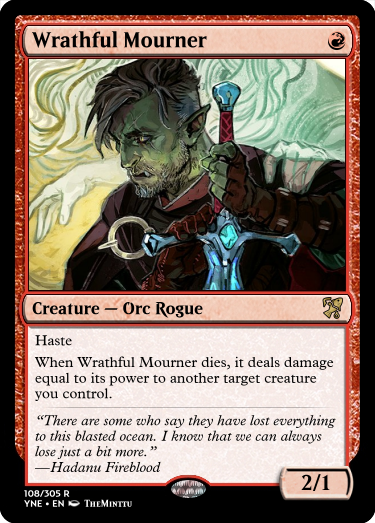 Wrathful Mourner
Creature — Orc Rogue
Haste
When Wrathful Mourner dies, it deals damage
equal to its power to another target creature
you control.
“There are some who say they have lost everything
to this blasted ocean. I know that we can always
lose just a bit more.”
—Hadanu Fireblood
2/1
108/305 R
YNE • EN TheMinttu